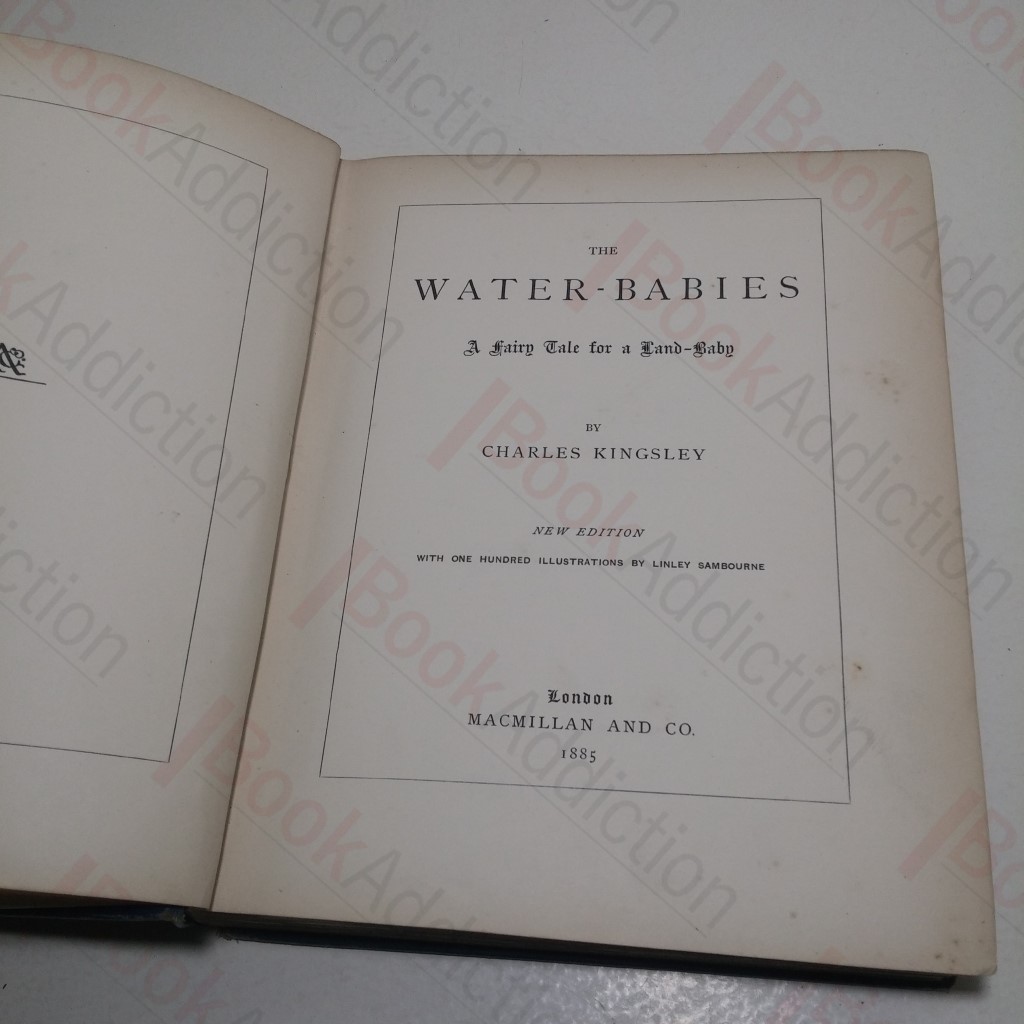 THE
WATER-BABIES
A Fairy Tale for a Land-Baby
BY
CHARLES KINGSLEY
NEW EDITION
WITH ONE HUNDRED ILLUSTRATIONS BY LINLEY SAMBOURNE
London
MACMILLAN AND CO.
1885
BookAddiction